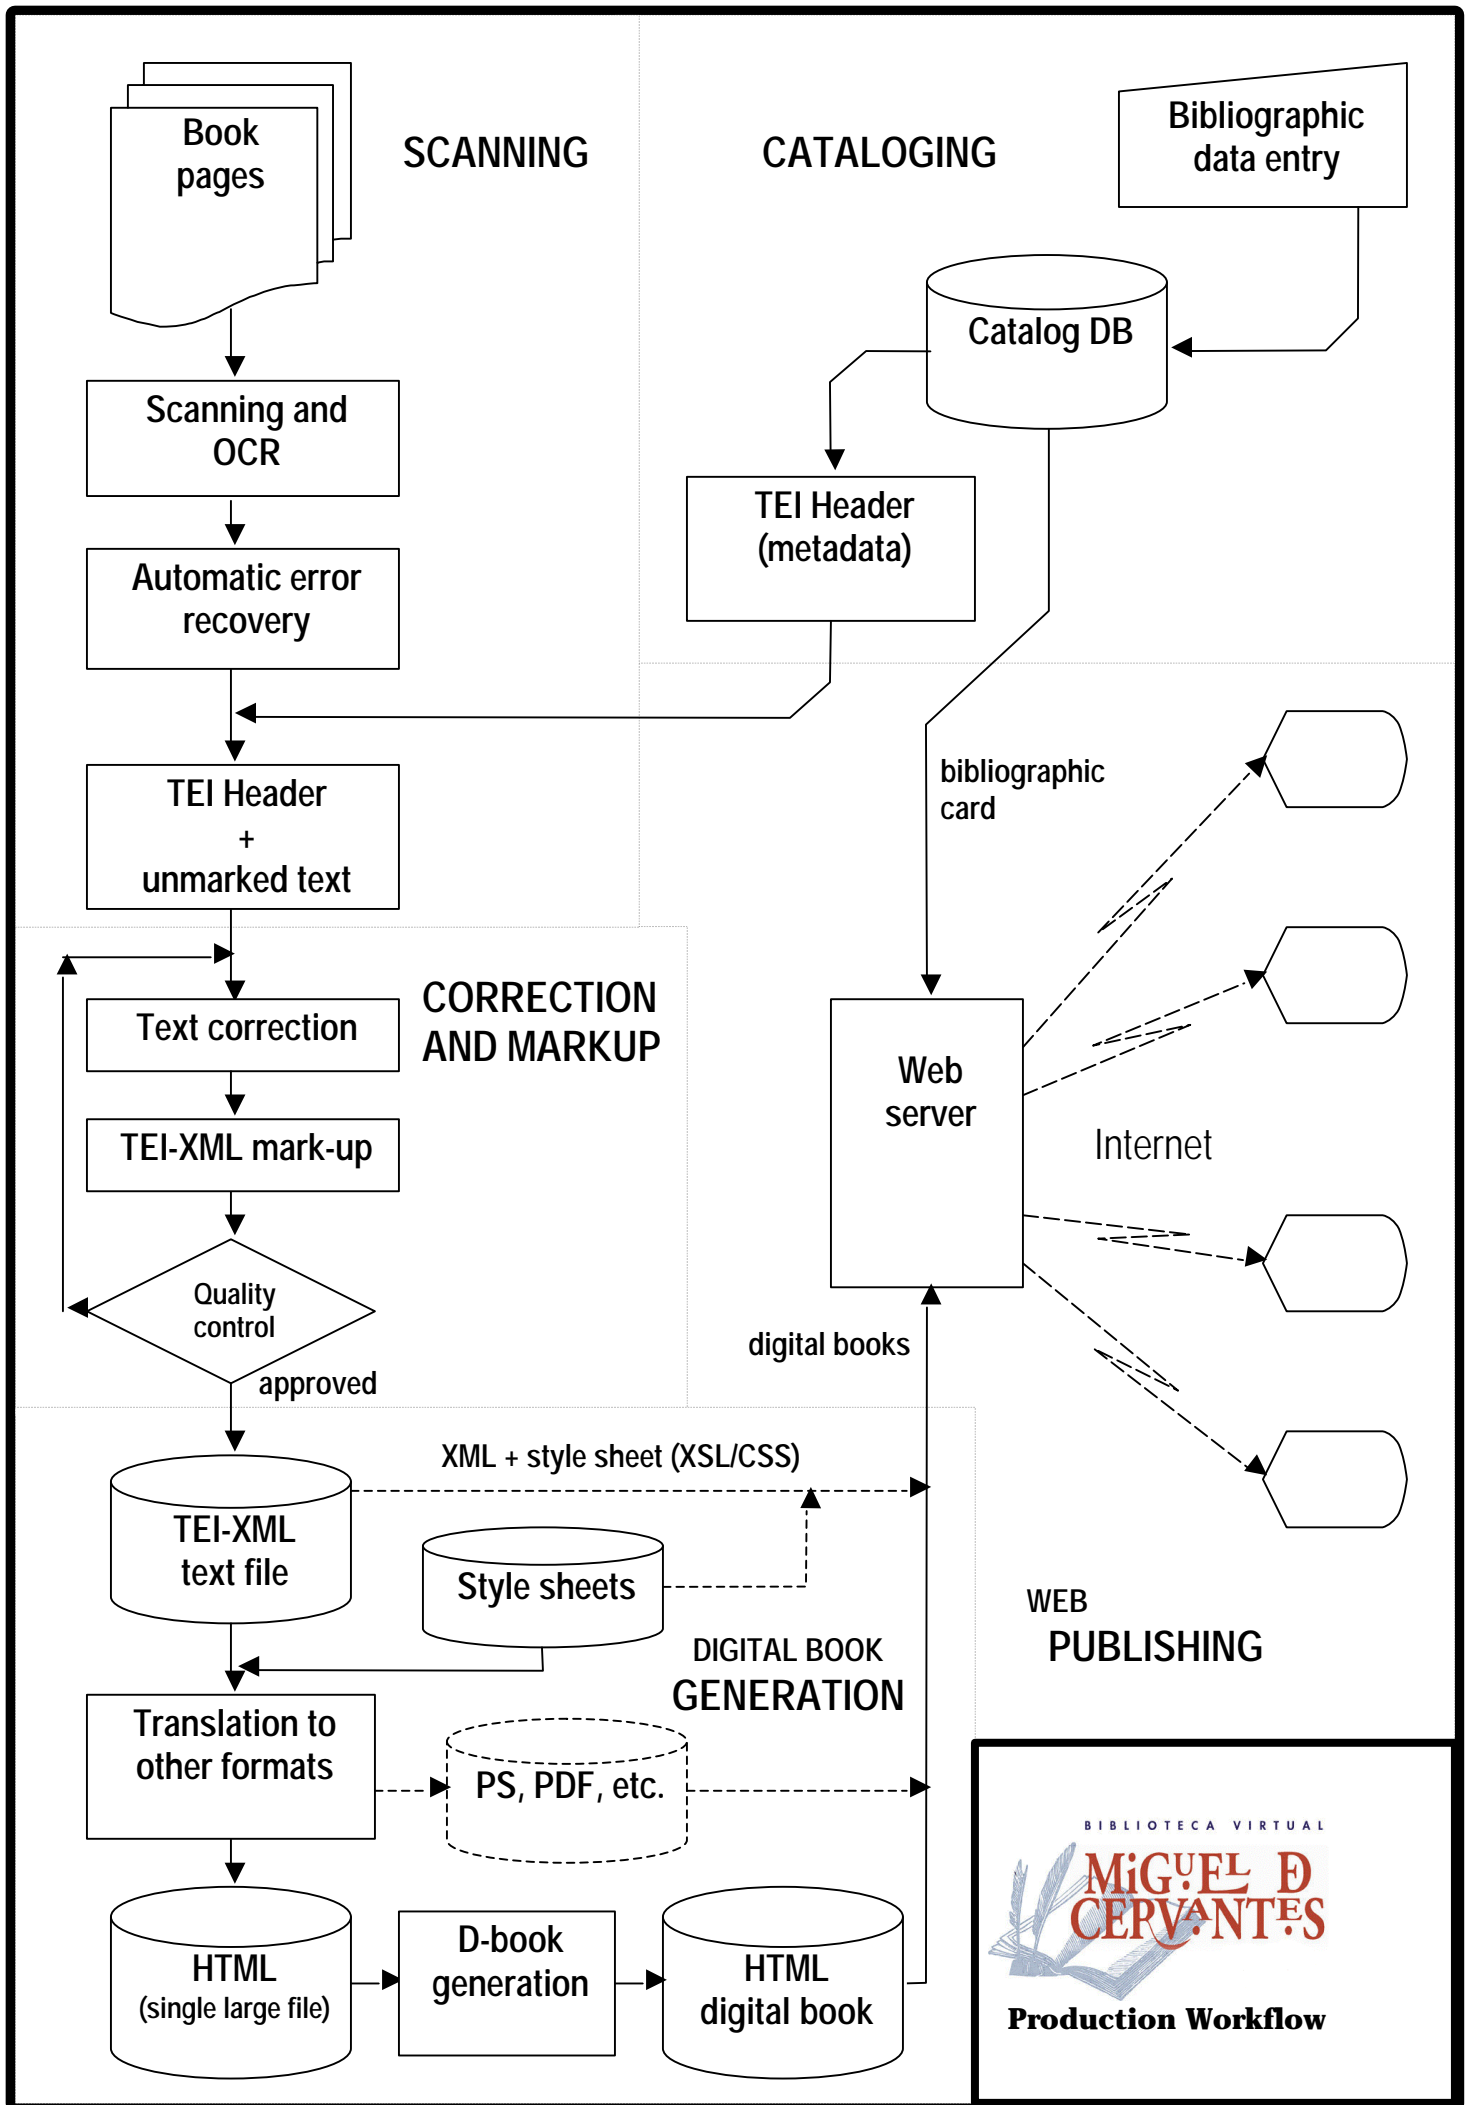 Book
pages
SCANNING
CATALOGING
Bibliographic
data entry
Catalog DB
Scanning and
OCR
TEI Header
(metadata)
Automatic error
recovery
TEI Header
+
unmarked text
bibliographic
card
CORRECTION
AND MARKUP
Text correction
TEI-XML mark-up
Quality
control
approved
Web
server
Internet
digital books
XML + style sheet (XSL/CSS)
TEI-XML
text file
Style sheets
DIGITAL BOOK
GENERATION
WEB
PUBLISHING
Translation to
other formats
PS, PDF, etc.
HTML
(single large file)
D-book
generation
HTML
digital book
BIBLIOTECA VIRTUAL
MiGUEL D
CERVANTES
Production Workflow